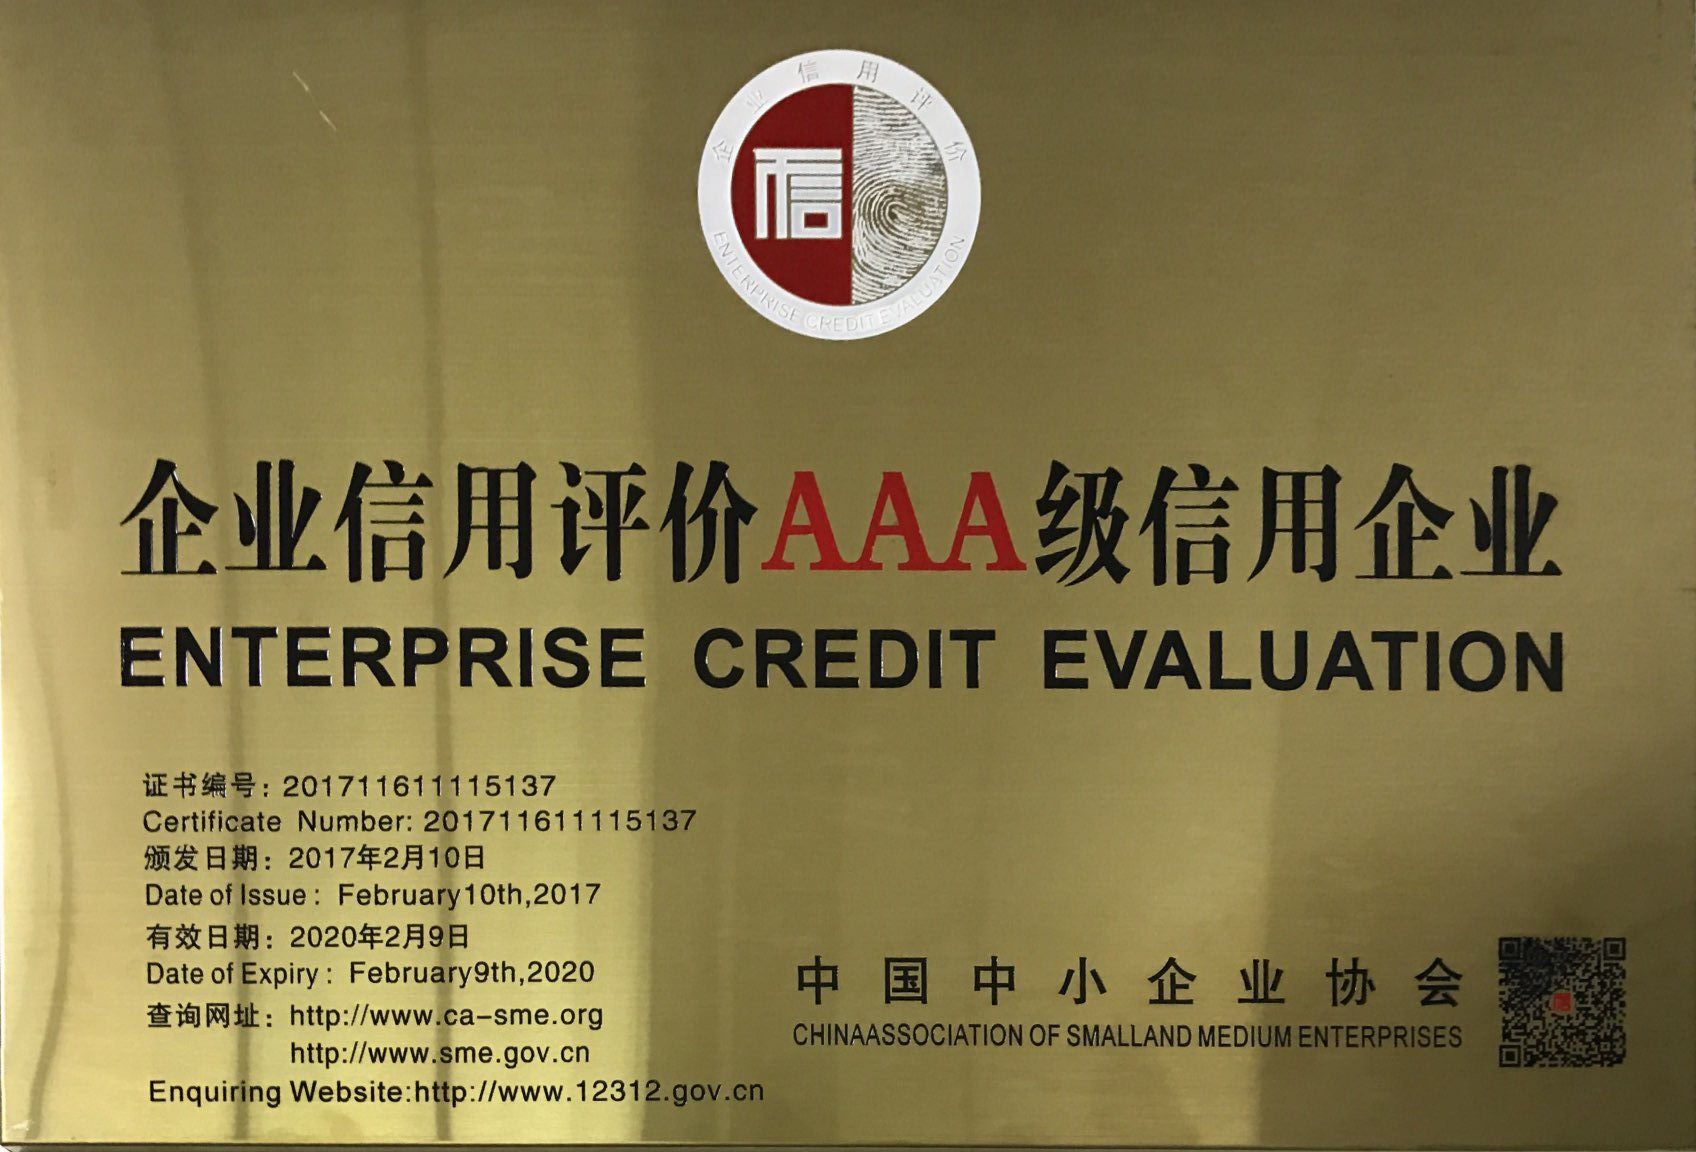 企业信用评价
信
ENTERPRISE CREDIT EVALUATION
企业信用评价AAA级信用企业
ENTERPRISE CREDIT EVALUATION
证书编号：201711611115137
Certificate Number: 201711611115137
颁发日期：2017年2月10日
Date of Issue : February10th,2017
有效日期：2020年2月9日
Date of Expiry : February9th,2020
查询网址：http://www.ca-sme.org
http://www.sme.gov.cn
Enquiring Website:http://www.12312.gov.cn
中国中小企业协会
CHINAASSOCIATION OF SMALLAND MEDIUM ENTERPRISES